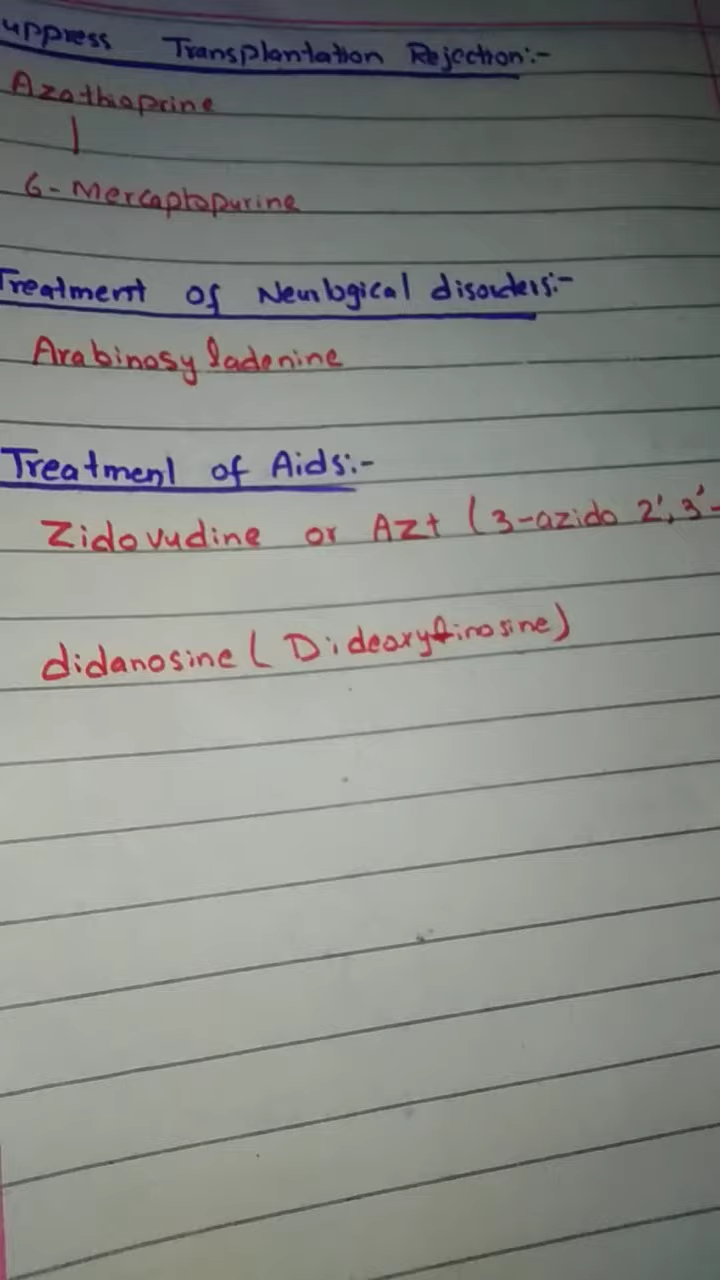 uppress Transplantation Rejection:-
Azathioprine
6-Mercaptopurine
Treatment of Neurlogical disorders:-
Arabinosyladenine
Treatment of Aids:-
Zidovudine or AZt (3-azido 2', 3'-
didanosine (Dideoxyinosine)